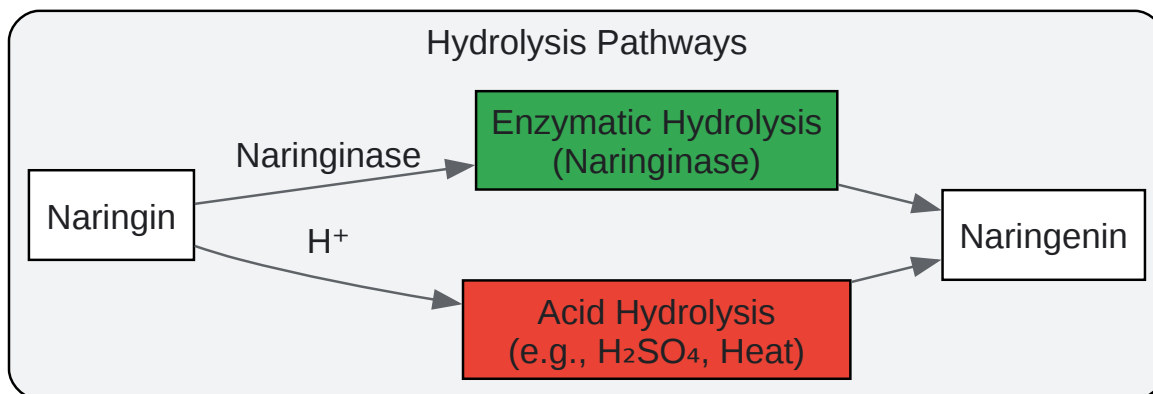 Hydrolysis Pathways
Enzymatic Hydrolysis
(Naringinase)
Naringinase
Naringin
H⁺
Naringenin
Acid Hydrolysis
(e.g., H₂SO₄, Heat)